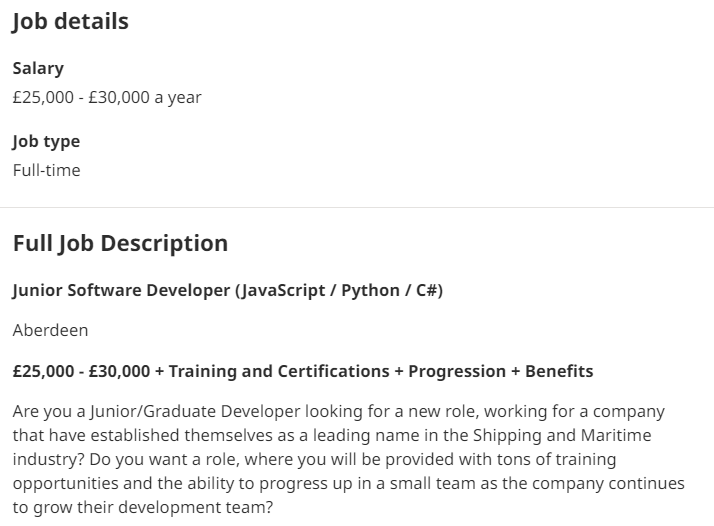 Job details
Salary
£25,000 - £30,000 a year
Job type
Full-time
Full Job Description
Junior Software Developer (JavaScript / Python / C#)
Aberdeen
£25,000 - £30,000 + Training and Certifications + Progression + Benefits
Are you a Junior/Graduate Developer looking for a new role, working for a company
that have established themselves as a leading name in the Shipping and Maritime
industry? Do you want a role, where you will be provided with tons of training
opportunities and the ability to progress up in a small team as the company continues
to grow their development team?